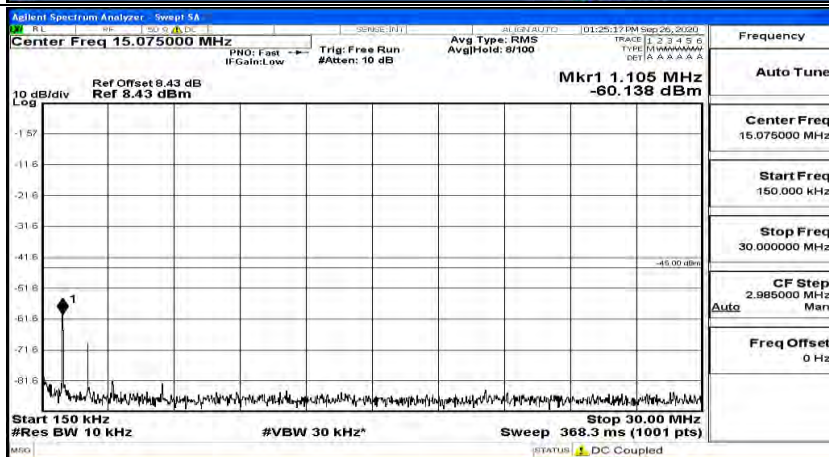 Agilent Spectrum Analyzer - Swept SA
RL RF 50 Ω DC SENSE:INT ALIGN AUTO 01:25:17 PM Sep 26, 2020
Center Freq 15.075000 MHz
PNO: Fast
IFGain:Low
Trig: Free Run
#Atten: 10 dB
Avg Type: RMS
Avg|Hold: 8/100
TRACE 1 2 3 4 5 6
TYPE M W W W W W
DET A A A A A A
Ref Offset 8.43 dB
Ref 8.43 dBm
10 dB/div
Log
Mkr1 1.105 MHz
-60.138 dBm
-1.57
-11.6
-21.6
-31.6
-41.6
-45.00 dBm
-51.6
1
-61.6
-71.6
-81.6
Start 150 kHz
Stop 30.00 MHz
#Res BW 10 kHz
#VBW 30 kHz*
Sweep 368.3 ms (1001 pts)
MSG
STATUS DC Coupled
Frequency
Auto Tune
Center Freq
15.075000 MHz
Start Freq
150.000 kHz
Stop Freq
30.000000 MHz
CF Step
2.985000 MHz
Auto Man
Freq Offset
0 Hz